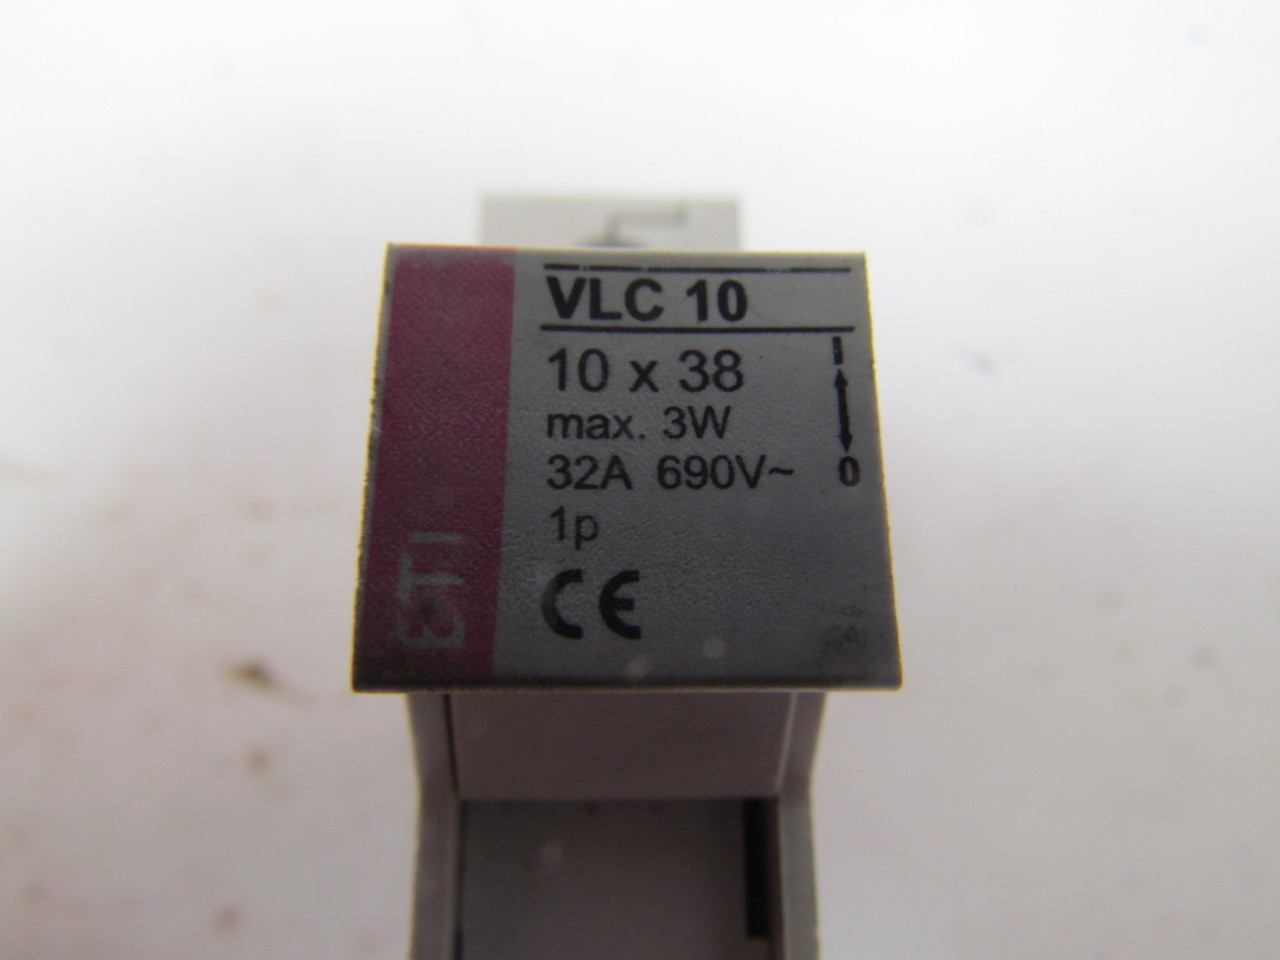 VLC 10
10 x 38
max. 3W
32A 690V~
1p
CE
I
0
ETI